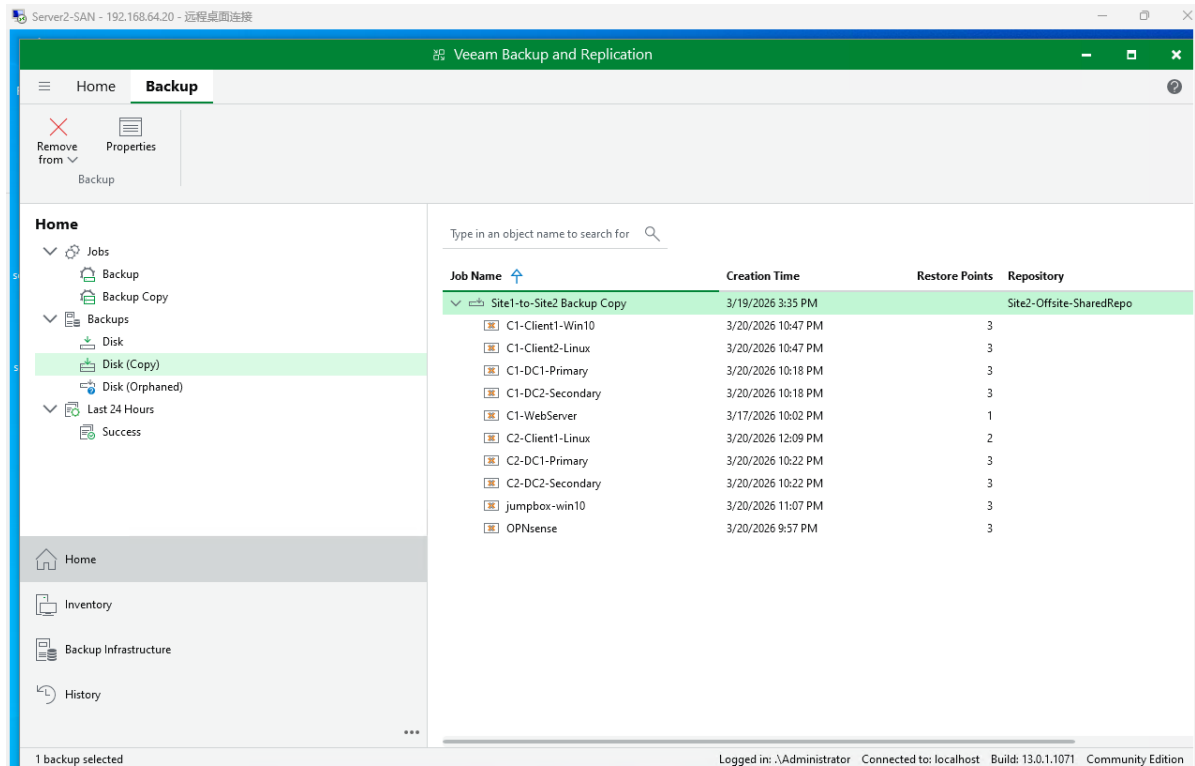 Server2-SAN - 192.168.64.20 - 远程桌面连接
Veeam Backup and Replication
Home Backup
Remove from
Properties
Backup
Home
Jobs
Backup
Backup Copy
Backups
Disk
Disk (Copy)
Disk (Orphaned)
Last 24 Hours
Success
Home
Inventory
Backup Infrastructure
History
Type in an object name to search for
Job Name Creation Time Restore Points Repository
Site1-to-Site2 Backup Copy 3/19/2026 3:35 PM Site2-Offsite-SharedRepo
C1-Client1-Win10 3/20/2026 10:47 PM 3
C1-Client2-Linux 3/20/2026 10:47 PM 3
C1-DC1-Primary 3/20/2026 10:18 PM 3
C1-DC2-Secondary 3/20/2026 10:18 PM 3
C1-WebServer 3/17/2026 10:02 PM 1
C2-Client1-Linux 3/20/2026 12:09 PM 2
C2-DC1-Primary 3/20/2026 10:22 PM 3
C2-DC2-Secondary 3/20/2026 10:22 PM 3
jumpbox-win10 3/20/2026 11:07 PM 3
OPNsense 3/20/2026 9:57 PM 3
1 backup selected
Logged in: .\Administrator Connected to: localhost Build: 13.0.1.1071 Community Edition